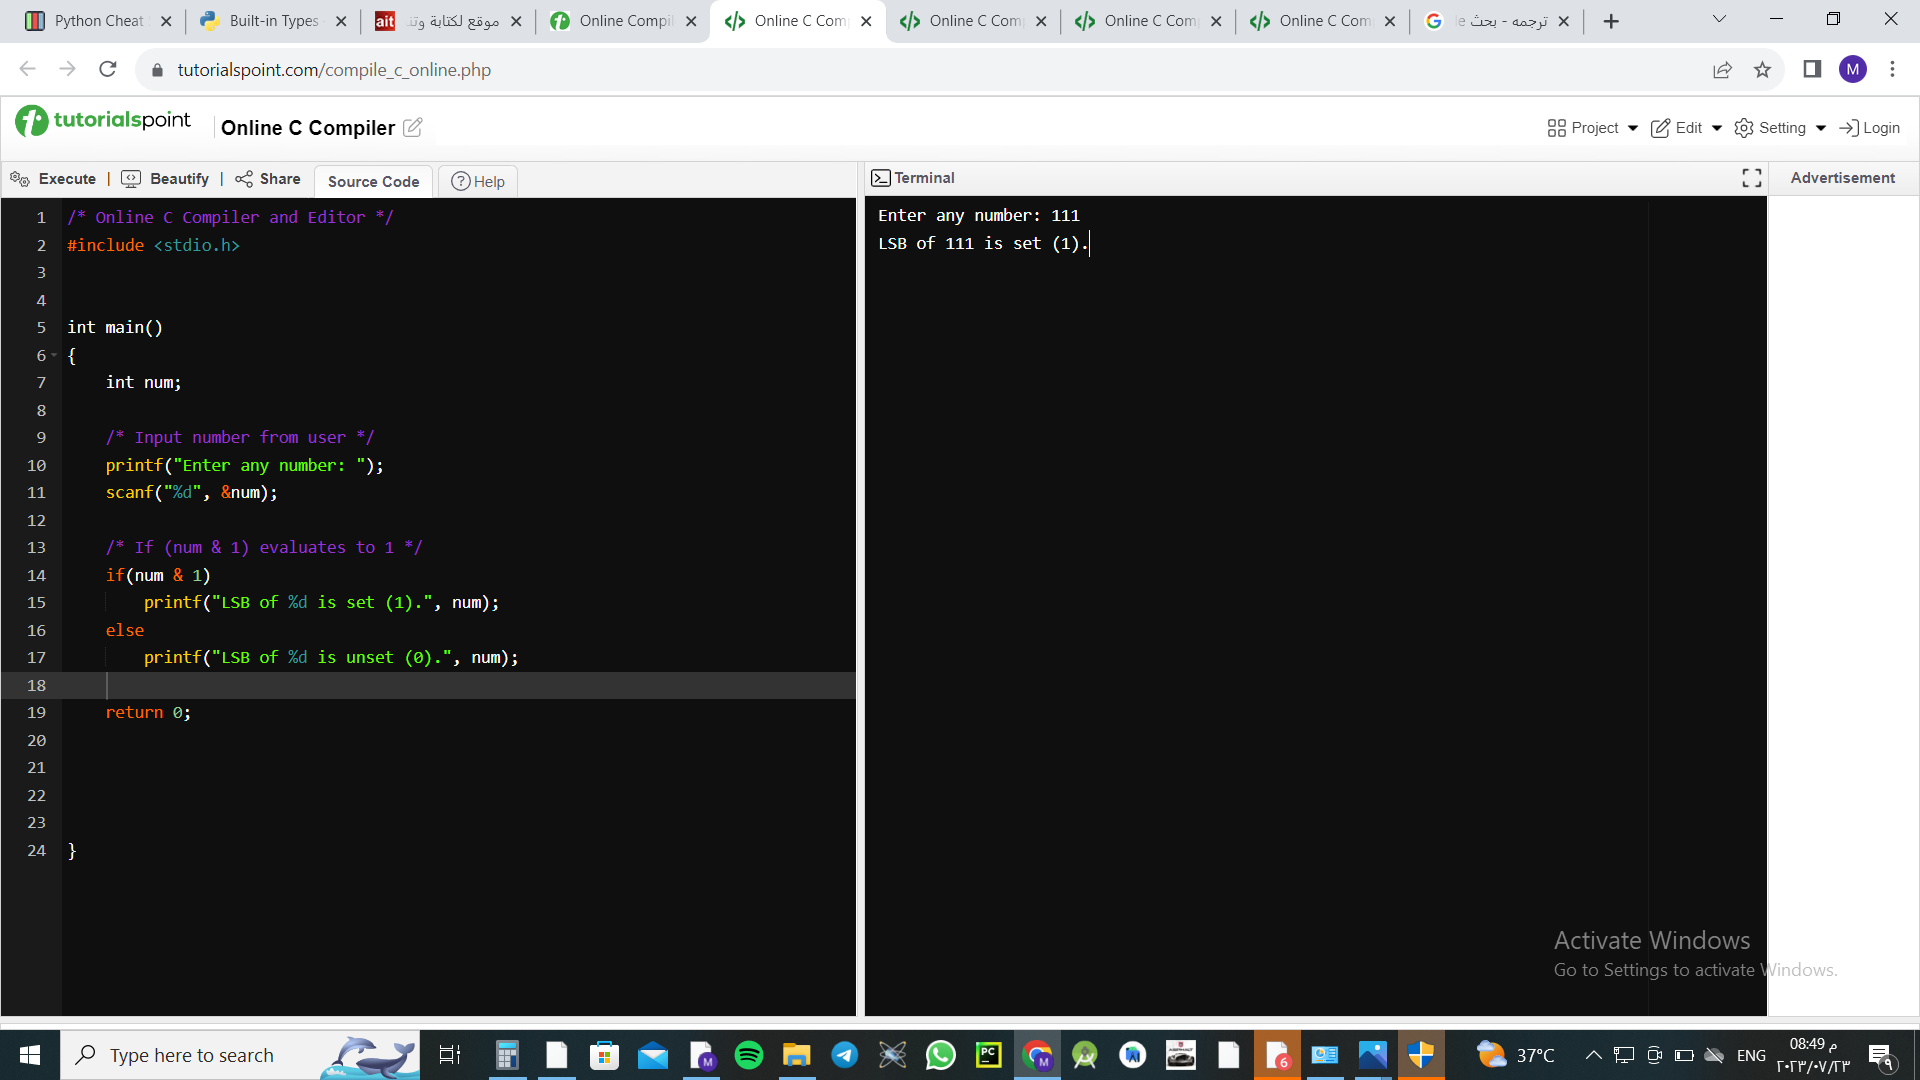 Python Cheat
Built-in Types
موقع لكتابة وتنـ
Online Compil
Online C Com
Online C Com
Online C Com
Online C Com
ترجمه - بحث
tutorialspoint.com/compile_c_online.php
tutorialspoint
Online C Compiler
Project
Edit
Setting
Login
Execute | Beautify | Share
Source Code
Help
Terminal
Advertisement
1 /* Online C Compiler and Editor */
2 #include <stdio.h>
3
4
5 int main()
6 {
7 int num;
8
9 /* Input number from user */
10 printf("Enter any number: ");
11 scanf("%d", &num);
12
13 /* If (num & 1) evaluates to 1 */
14 if(num & 1)
15 printf("LSB of %d is set (1).", num);
16 else
17 printf("LSB of %d is unset (0).", num);
18
19 return 0;
20
21
22
23
24 }
Enter any number: 111
LSB of 111 is set (1).
Activate Windows
Go to Settings to activate Windows.
Type here to search
37°C
ENG
08:49 م
٢٠٢٣/٠٧/٢٣